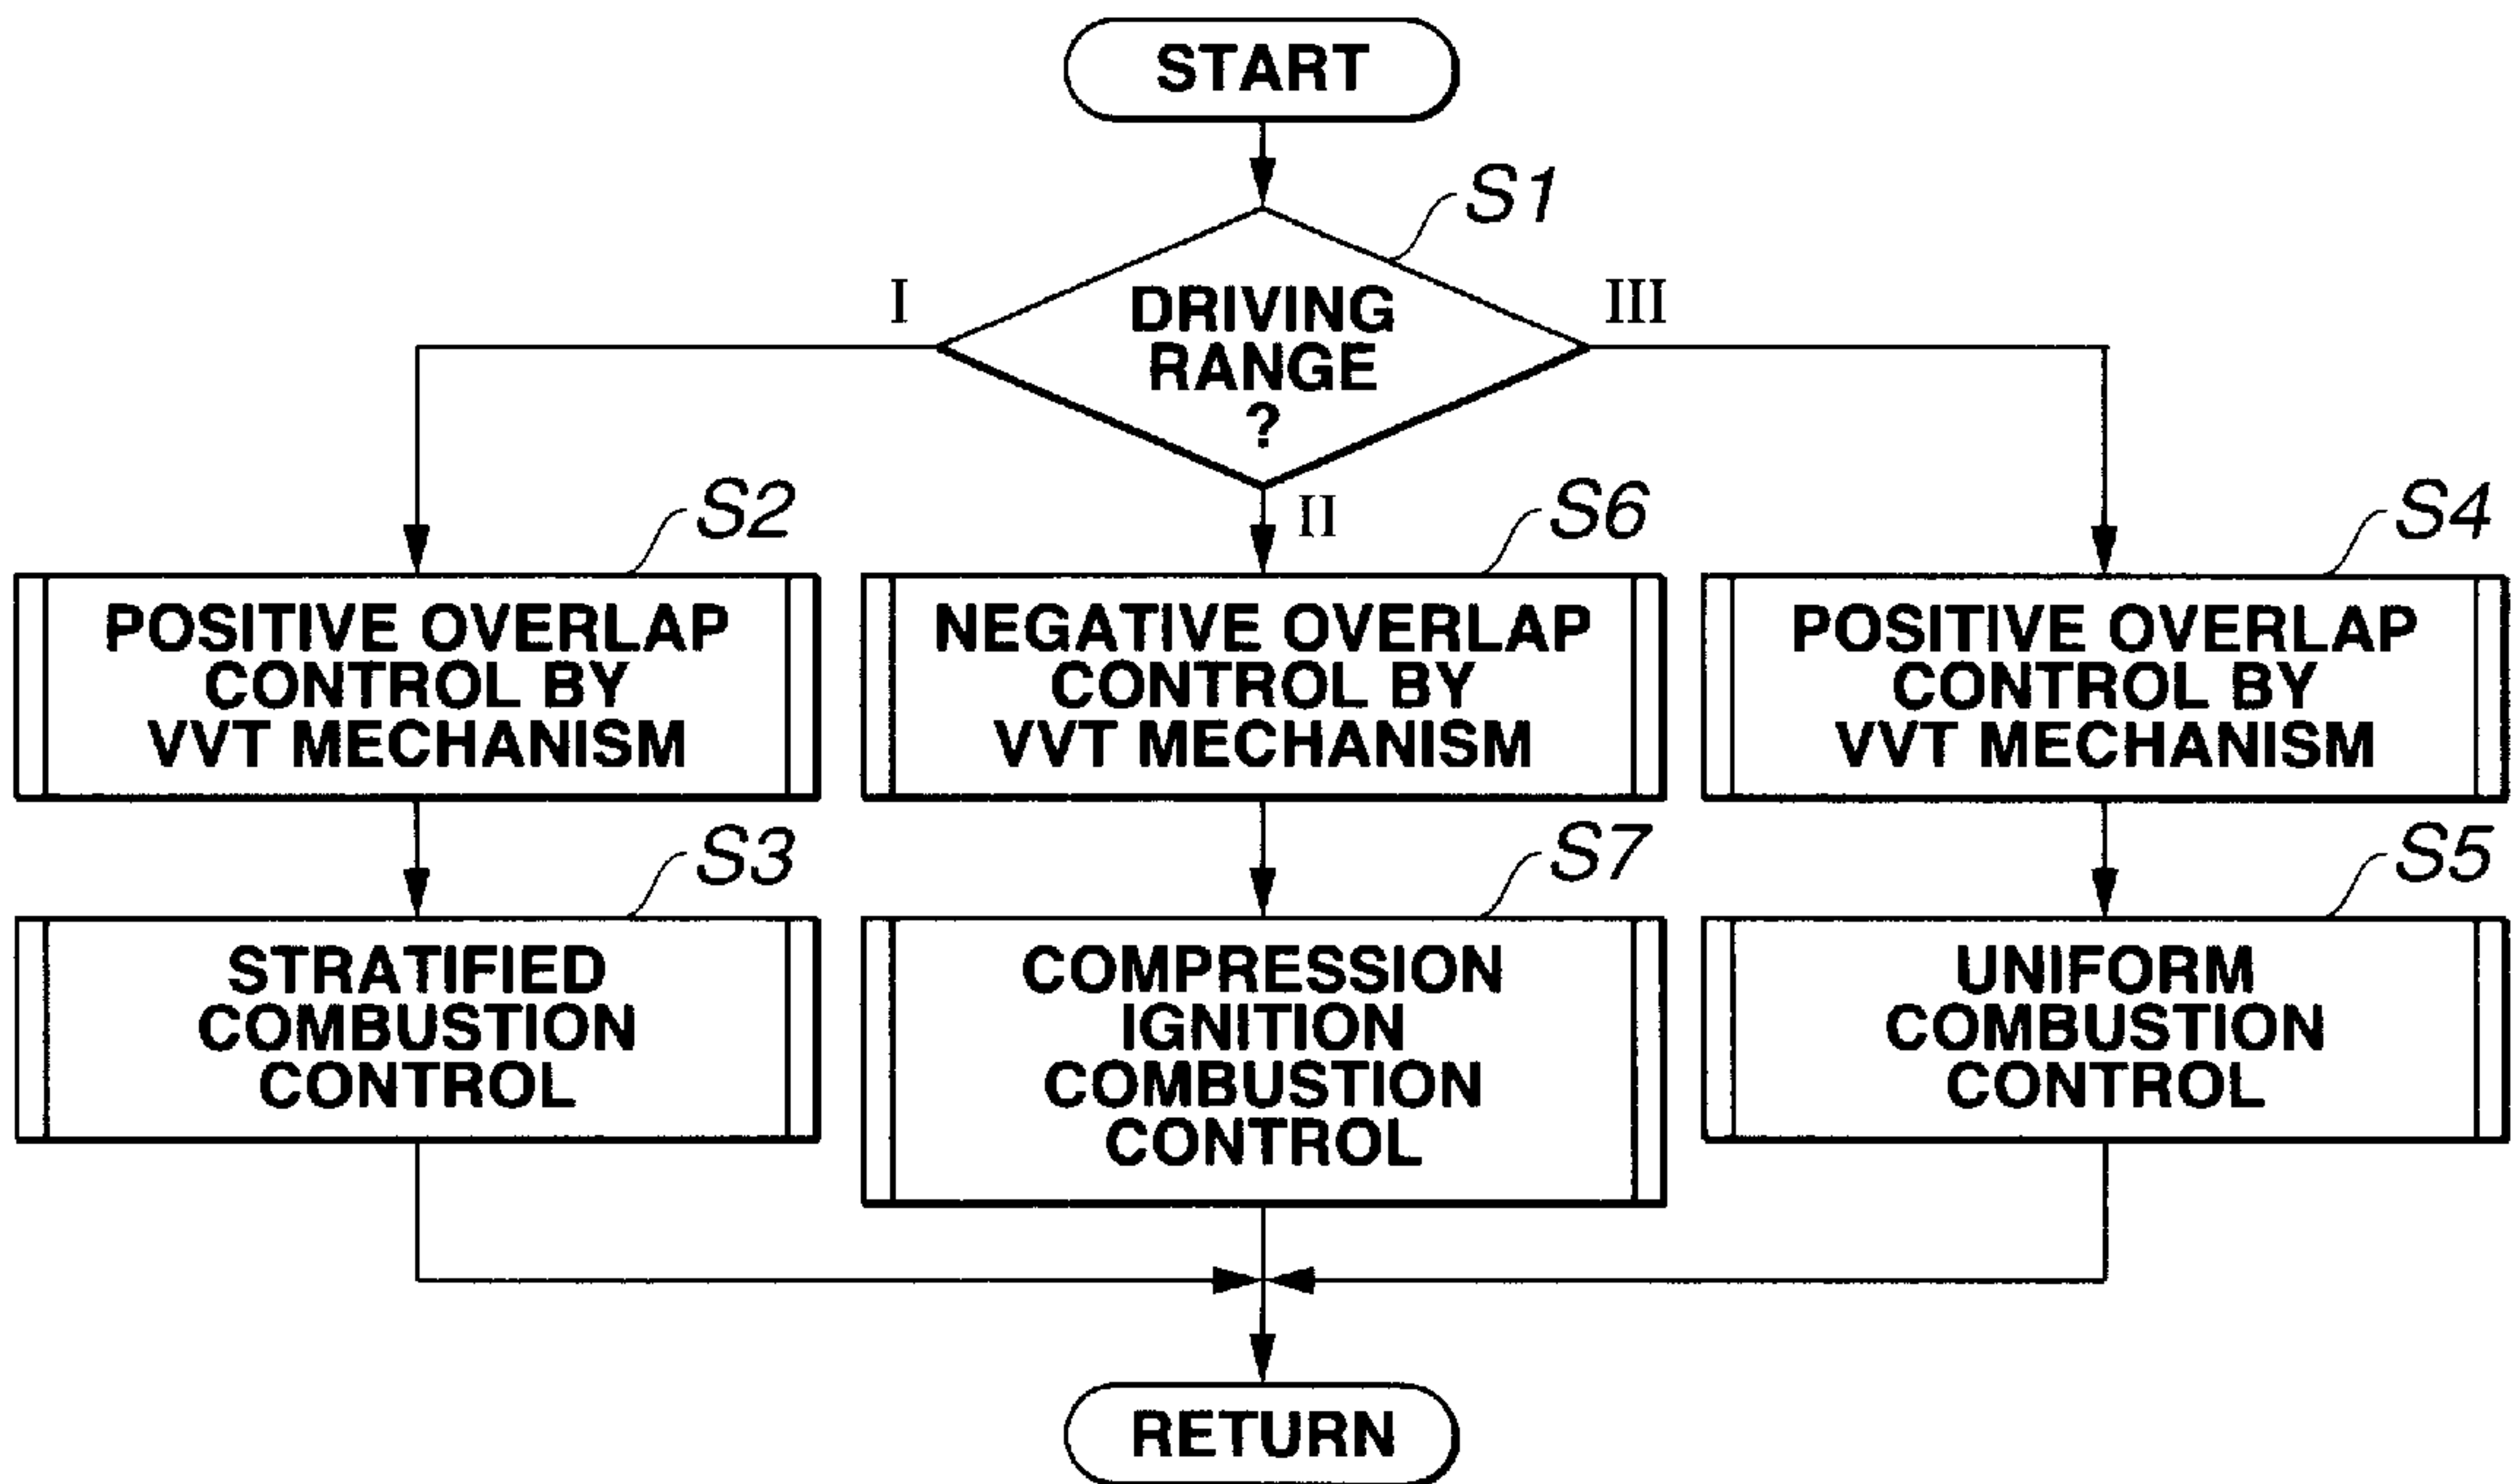 START
S1
DRIVING
RANGE
?
I
III
II
S2
POSITIVE OVERLAP
CONTROL BY
VVT MECHANISM
S6
NEGATIVE OVERLAP
CONTROL BY
VVT MECHANISM
S4
POSITIVE OVERLAP
CONTROL BY
VVT MECHANISM
S3
STRATIFIED
COMBUSTION
CONTROL
S7
COMPRESSION
IGNITION
COMBUSTION
CONTROL
S5
UNIFORM
COMBUSTION
CONTROL
RETURN